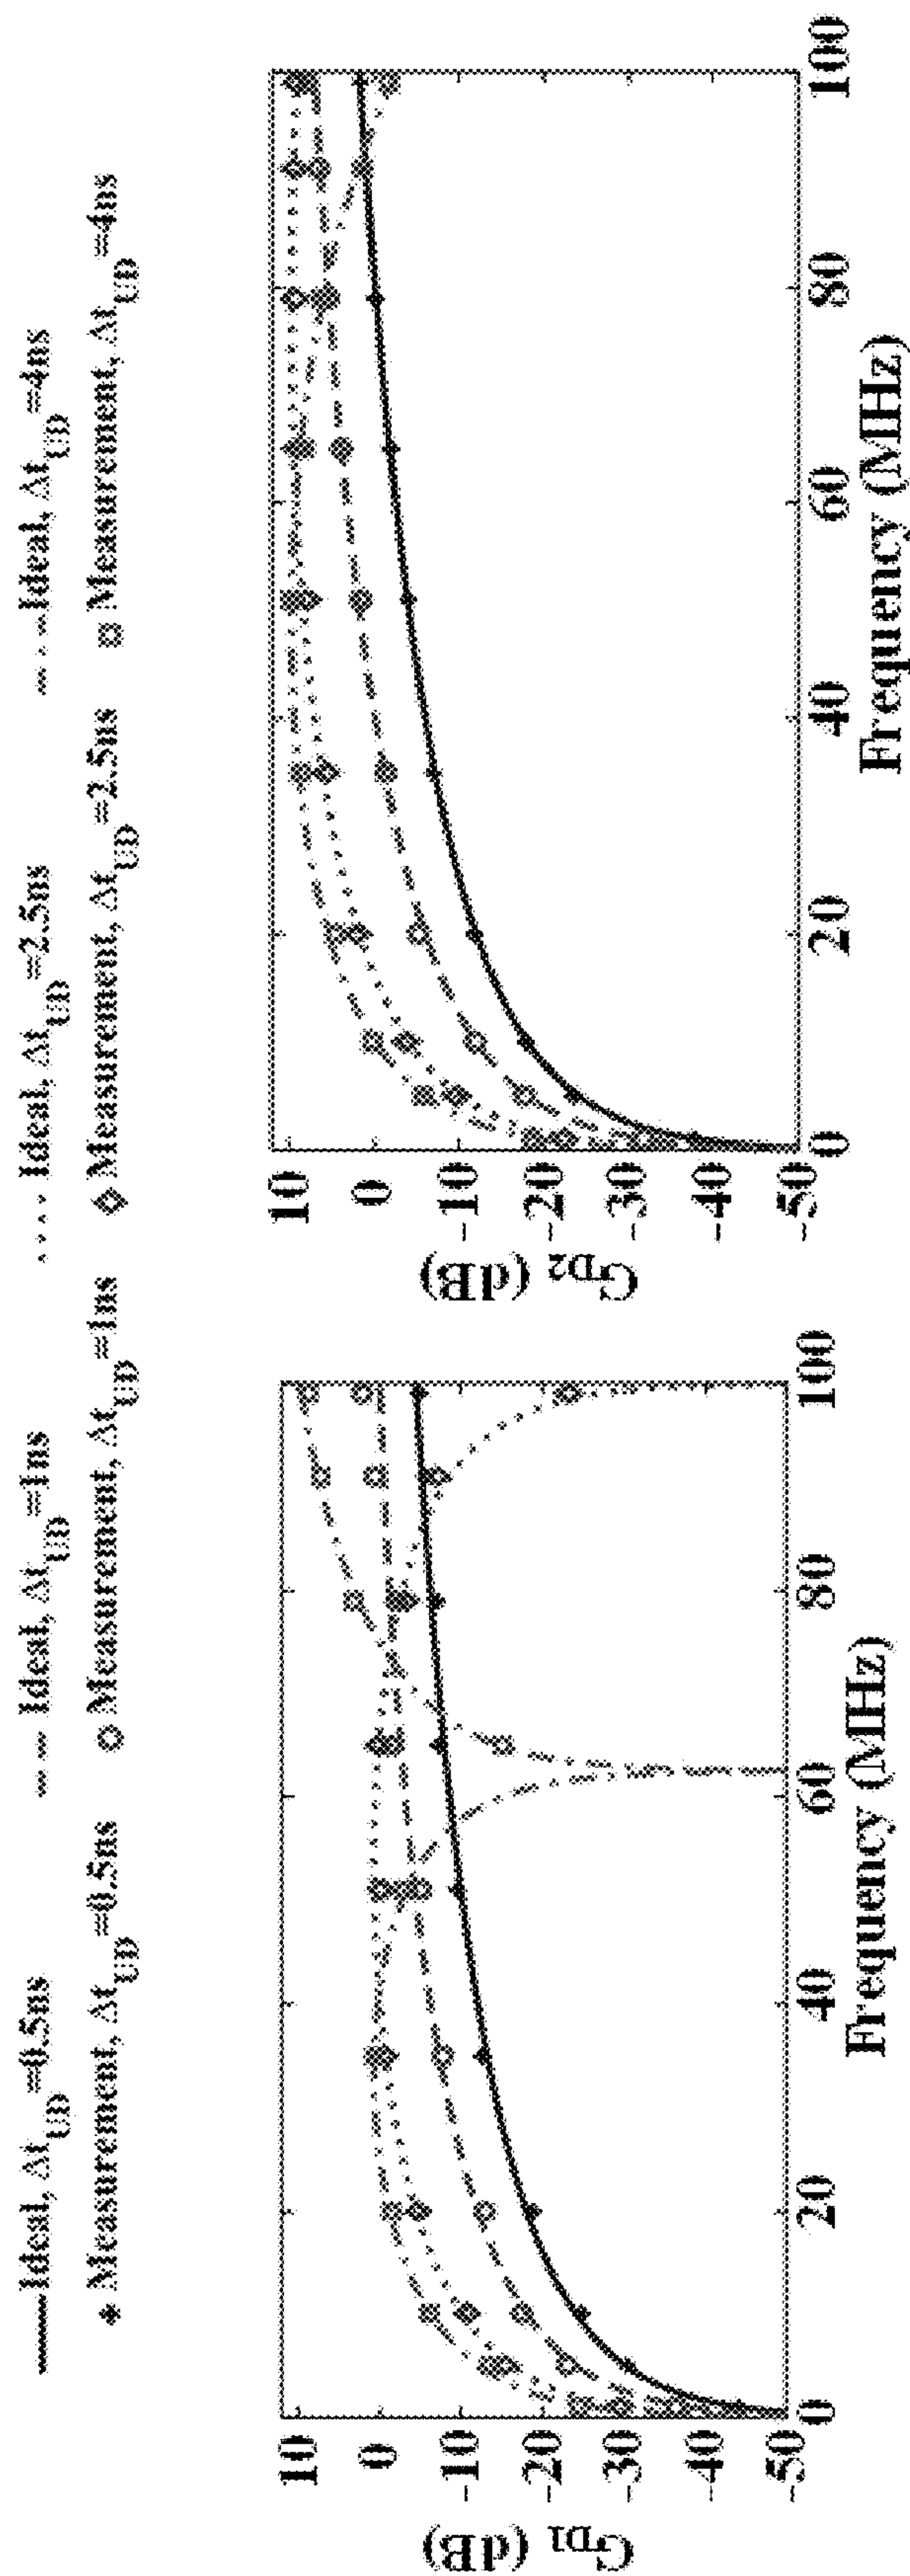 Ideal, Δt_UD=0.5ns
Ideal, Δt_UD=1ns
Ideal, Δt_UD=2.5ns
Ideal, Δt_UD=4ns
Measurement, Δt_UD=0.5ns
Measurement, Δt_UD=1ns
Measurement, Δt_UD=2.5ns
Measurement, Δt_UD=4ns
G_D1 (dB)
10
0
-10
-20
-30
-40
-50
0
20
40
60
80
100
Frequency (MHz)
G_D2 (dB)
10
0
-10
-20
-30
-40
-50
0
20
40
60
80
100
Frequency (MHz)